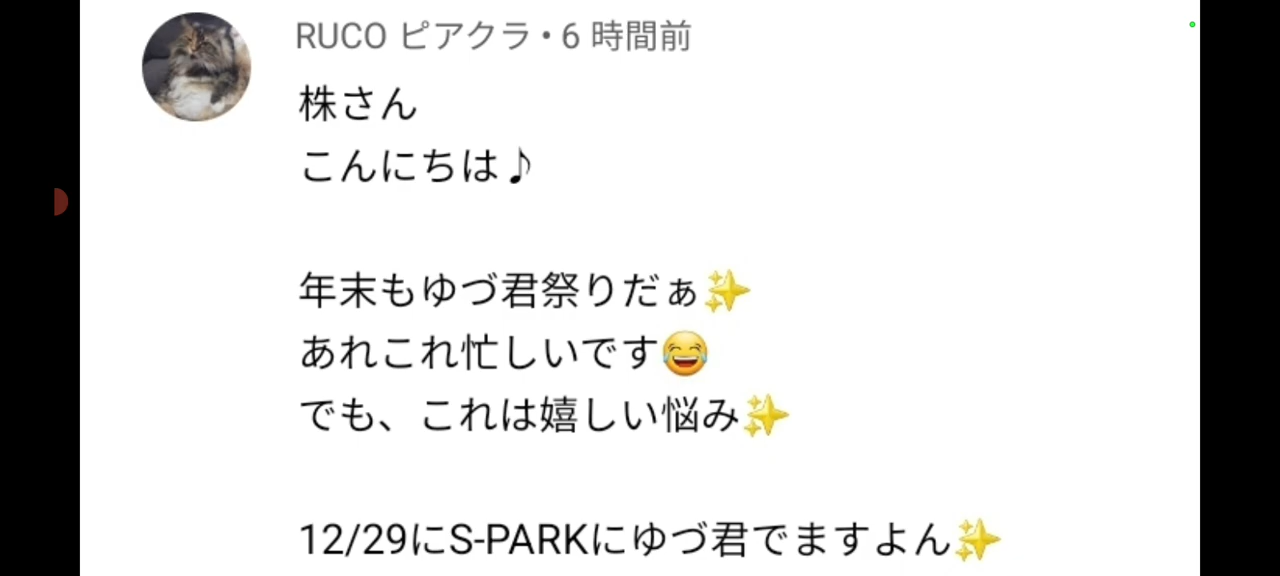 RUCO ピアクラ • 6 時間前
株さん
こんにちは♪
年末もゆづ君祭りだぁ✨
あれこれ忙しいです😂
でも、これは嬉しい悩み✨
12/29にS-PARKにゆづ君でますよん✨